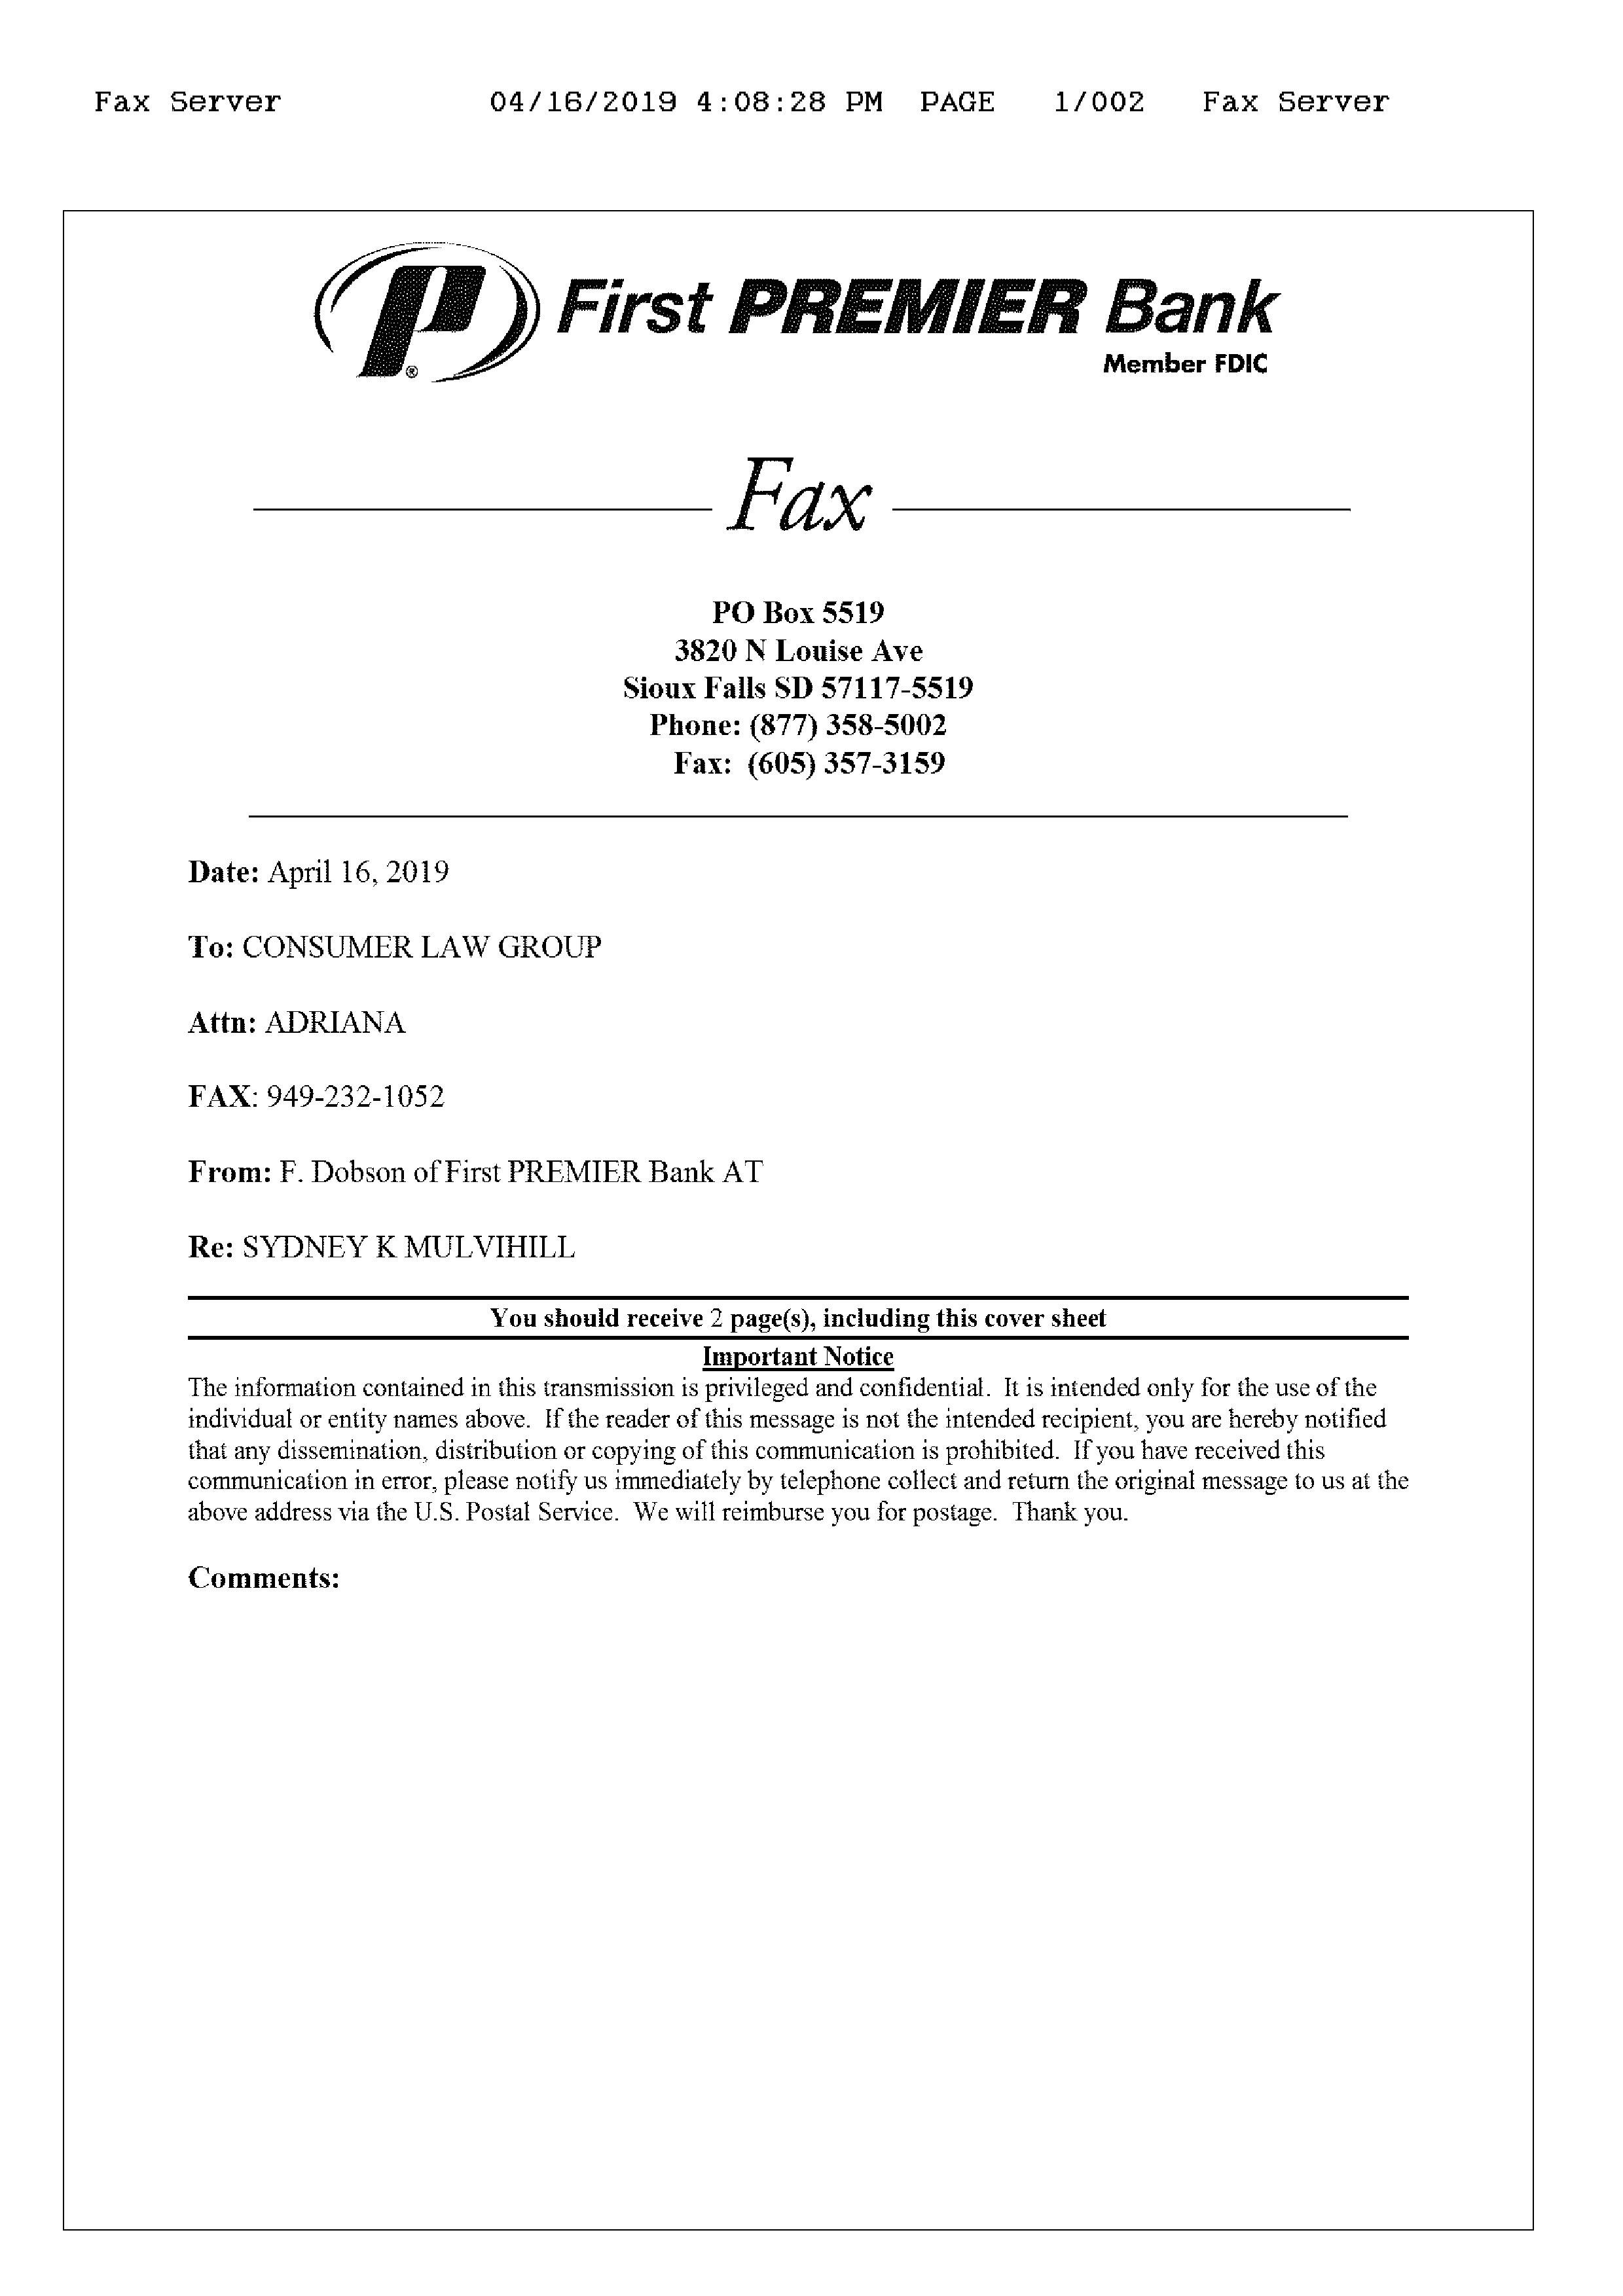 Fax Server 04/16/2019 4:08:28 PM PAGE 1/002 Fax Server
First PREMIER Bank
Member FDIC
®
Fax
PO Box 5519
3820 N Louise Ave
Sioux Falls SD 57117-5519
Phone: (877) 358-5002
Fax: (605) 357-3159
Date: April 16, 2019
To: CONSUMER LAW GROUP
Attn: ADRIANA
FAX: 949-232-1052
From: F. Dobson of First PREMIER Bank AT
Re: SYDNEY K MULVIHILL
You should receive 2 page(s), including this cover sheet
Important Notice
The information contained in this transmission is privileged and confidential. It is intended only for the use of the
individual or entity names above. If the reader of this message is not the intended recipient, you are hereby notified
that any dissemination, distribution or copying of this communication is prohibited. If you have received this
communication in error, please notify us immediately by telephone collect and return the original message to us at the
above address via the U.S. Postal Service. We will reimburse you for postage. Thank you.
Comments: